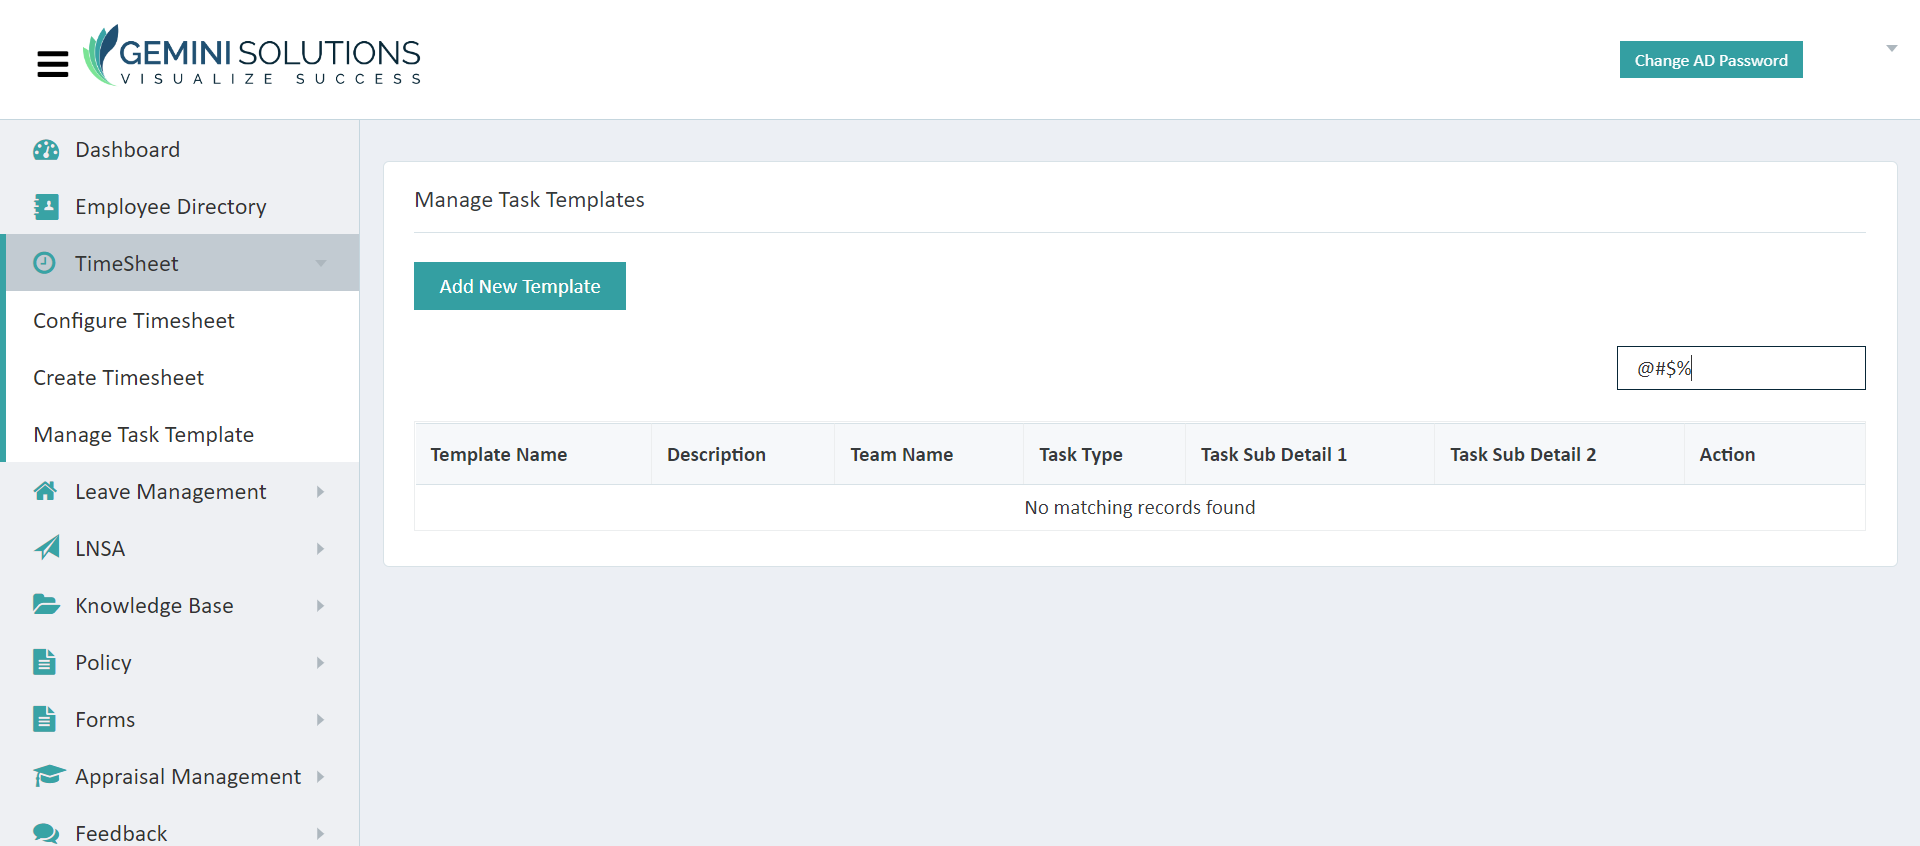 GEMINI SOLUTIONS
VISUALIZE SUCCESS
Change AD Password
Dashboard
Employee Directory
TimeSheet
Configure Timesheet
Create Timesheet
Manage Task Template
Leave Management
LNSA
Knowledge Base
Policy
Forms
Appraisal Management
Feedback
Manage Task Templates
Add New Template
@#$%
Template Name Description Team Name Task Type Task Sub Detail 1 Task Sub Detail 2 Action
No matching records found